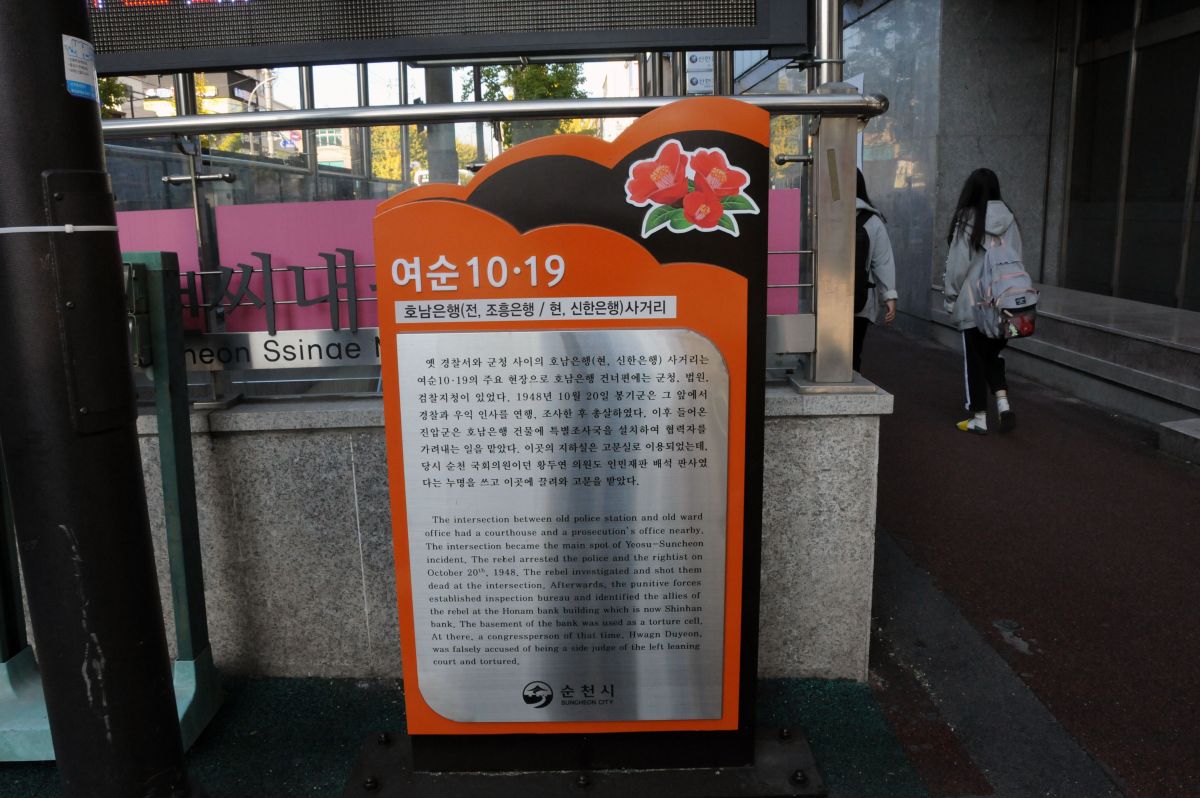 여순10·19
호남은행(전, 조흥은행 / 현, 신한은행)사거리
옛 경찰서와 군청 사이의 호남은행(현, 신한은행) 사거리는
여순10·19의 주요 현장으로 호남은행 건너편에는 군청, 법원,
검찰지청이 있었다. 1948년 10월 20일 봉기군은 그 앞에서
경찰과 우익 인사를 연행, 조사한 후 총살하였다. 이후 들어온
진압군은 호남은행 건물에 특별조사국을 설치하여 협력자를
가려내는 일을 맡았다. 이곳의 지하실은 고문실로 이용되었는데,
당시 순천 국회의원이던 황두연 의원도 인민재판 배석 판사였
다는 누명을 쓰고 이곳에 끌려와 고문을 받았다.
The intersection between old police station and old ward
office had a courthouse and a prosecution's office nearby.
The intersection became the main spot of Yeosu-Suncheon
incident. The rebel arrested the police and the rightist on
October 20th, 1948. The rebel investigated and shot them
dead at the intersection. Afterwards, the punitive forces
established inspection bureau and identified the allies of
the rebel at the Honam bank building which is now Shinhan
bank. The basement of the bank was used as a torture cell.
At there, a congressperson of that time, Hwagn Duyeon,
was falsely accused of being a side judge of the left leaning
court and tortured.
순천시
SUNCHEON CITY
씨내
cheon Ssinae